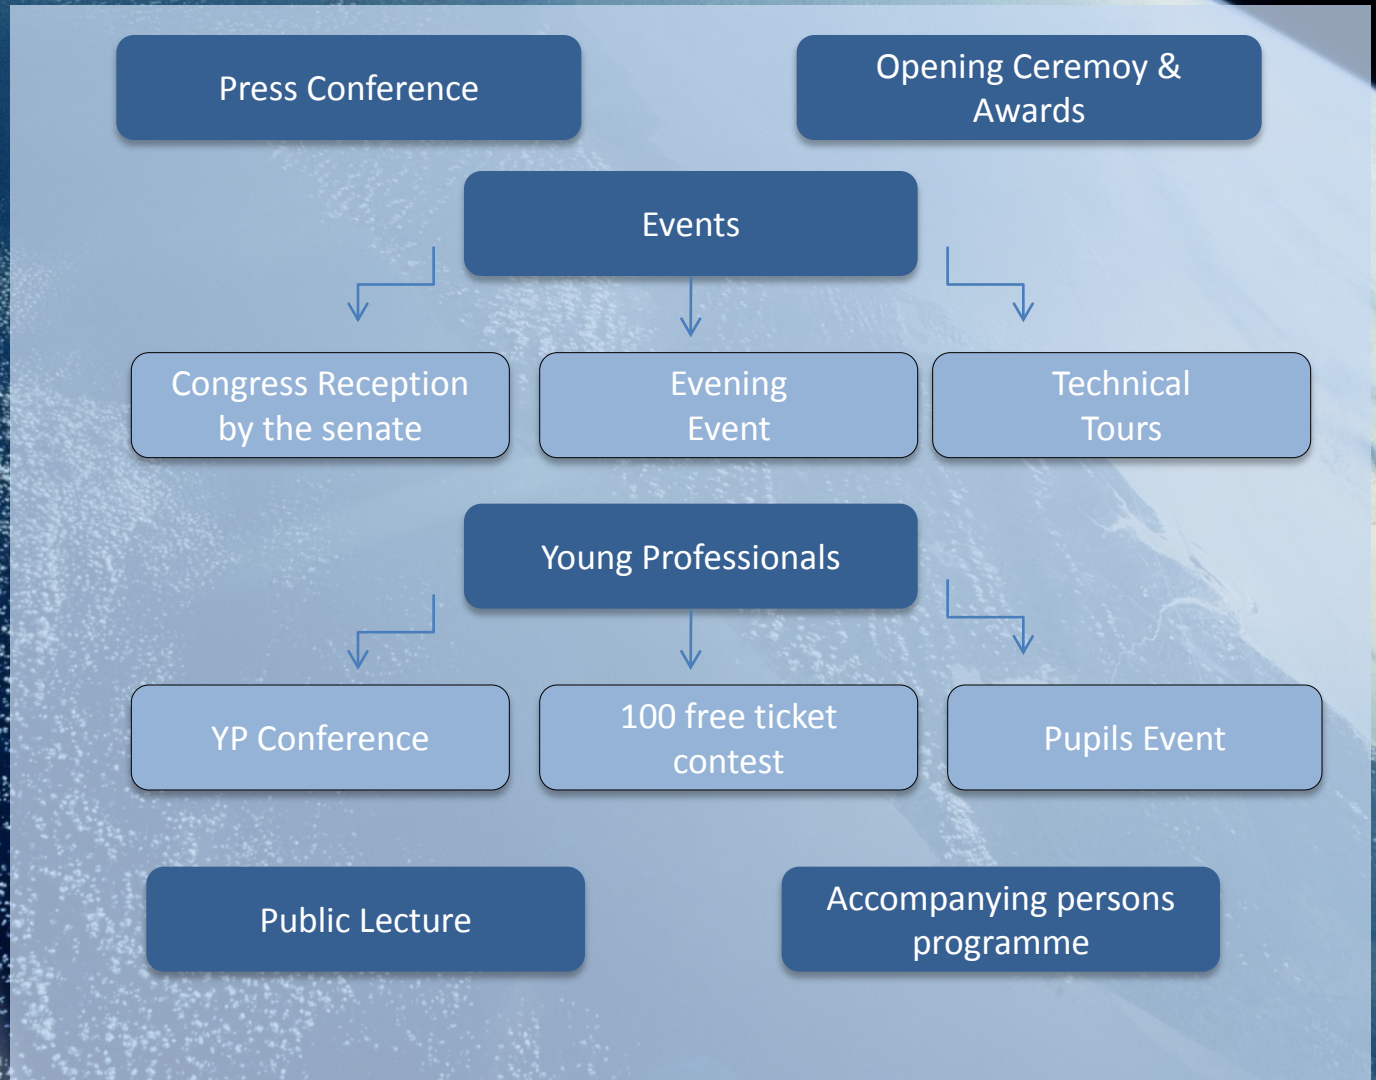 Press Conference
Opening Ceremoy &
Awards
Events
Congress Reception
by the senate
Evening
Event
Technical
Tours
Young Professionals
YP Conference
100 free ticket
contest
Pupils Event
Public Lecture
Accompanying persons
programme